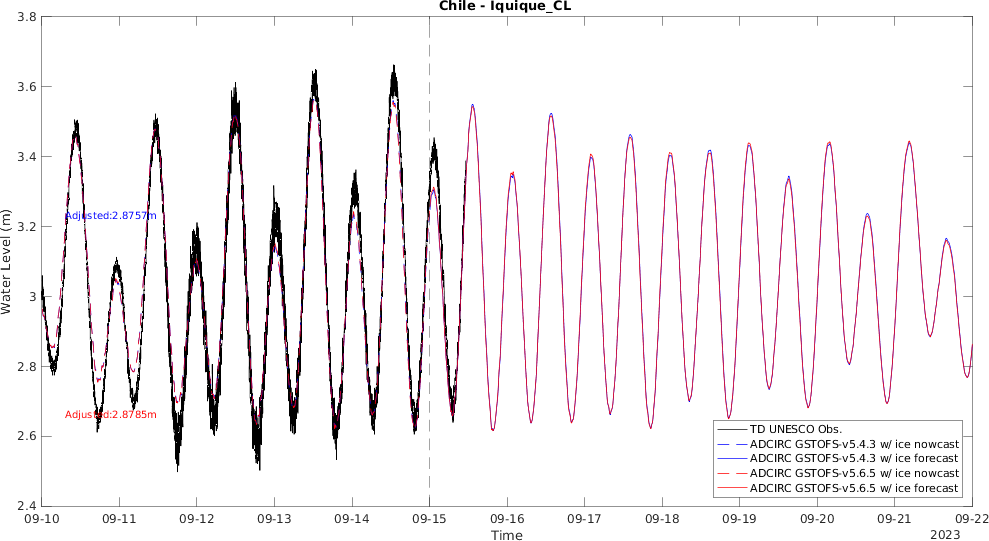 Chile - Iquique_CL
3.8
3.6
3.4
3.2
3
2.8
2.6
2.4
Water Level (m)
Adjusted:2.8757m
Adjusted:2.8785m
TD UNESCO Obs.
ADCIRC GSTOFS-v5.4.3 w/ ice nowcast
ADCIRC GSTOFS-v5.4.3 w/ ice forecast
ADCIRC GSTOFS-v5.6.5 w/ ice nowcast
ADCIRC GSTOFS-v5.6.5 w/ ice forecast
09-10 09-11 09-12 09-13 09-14 09-15 09-16 09-17 09-18 09-19 09-20 09-21 09-22
Time
2023